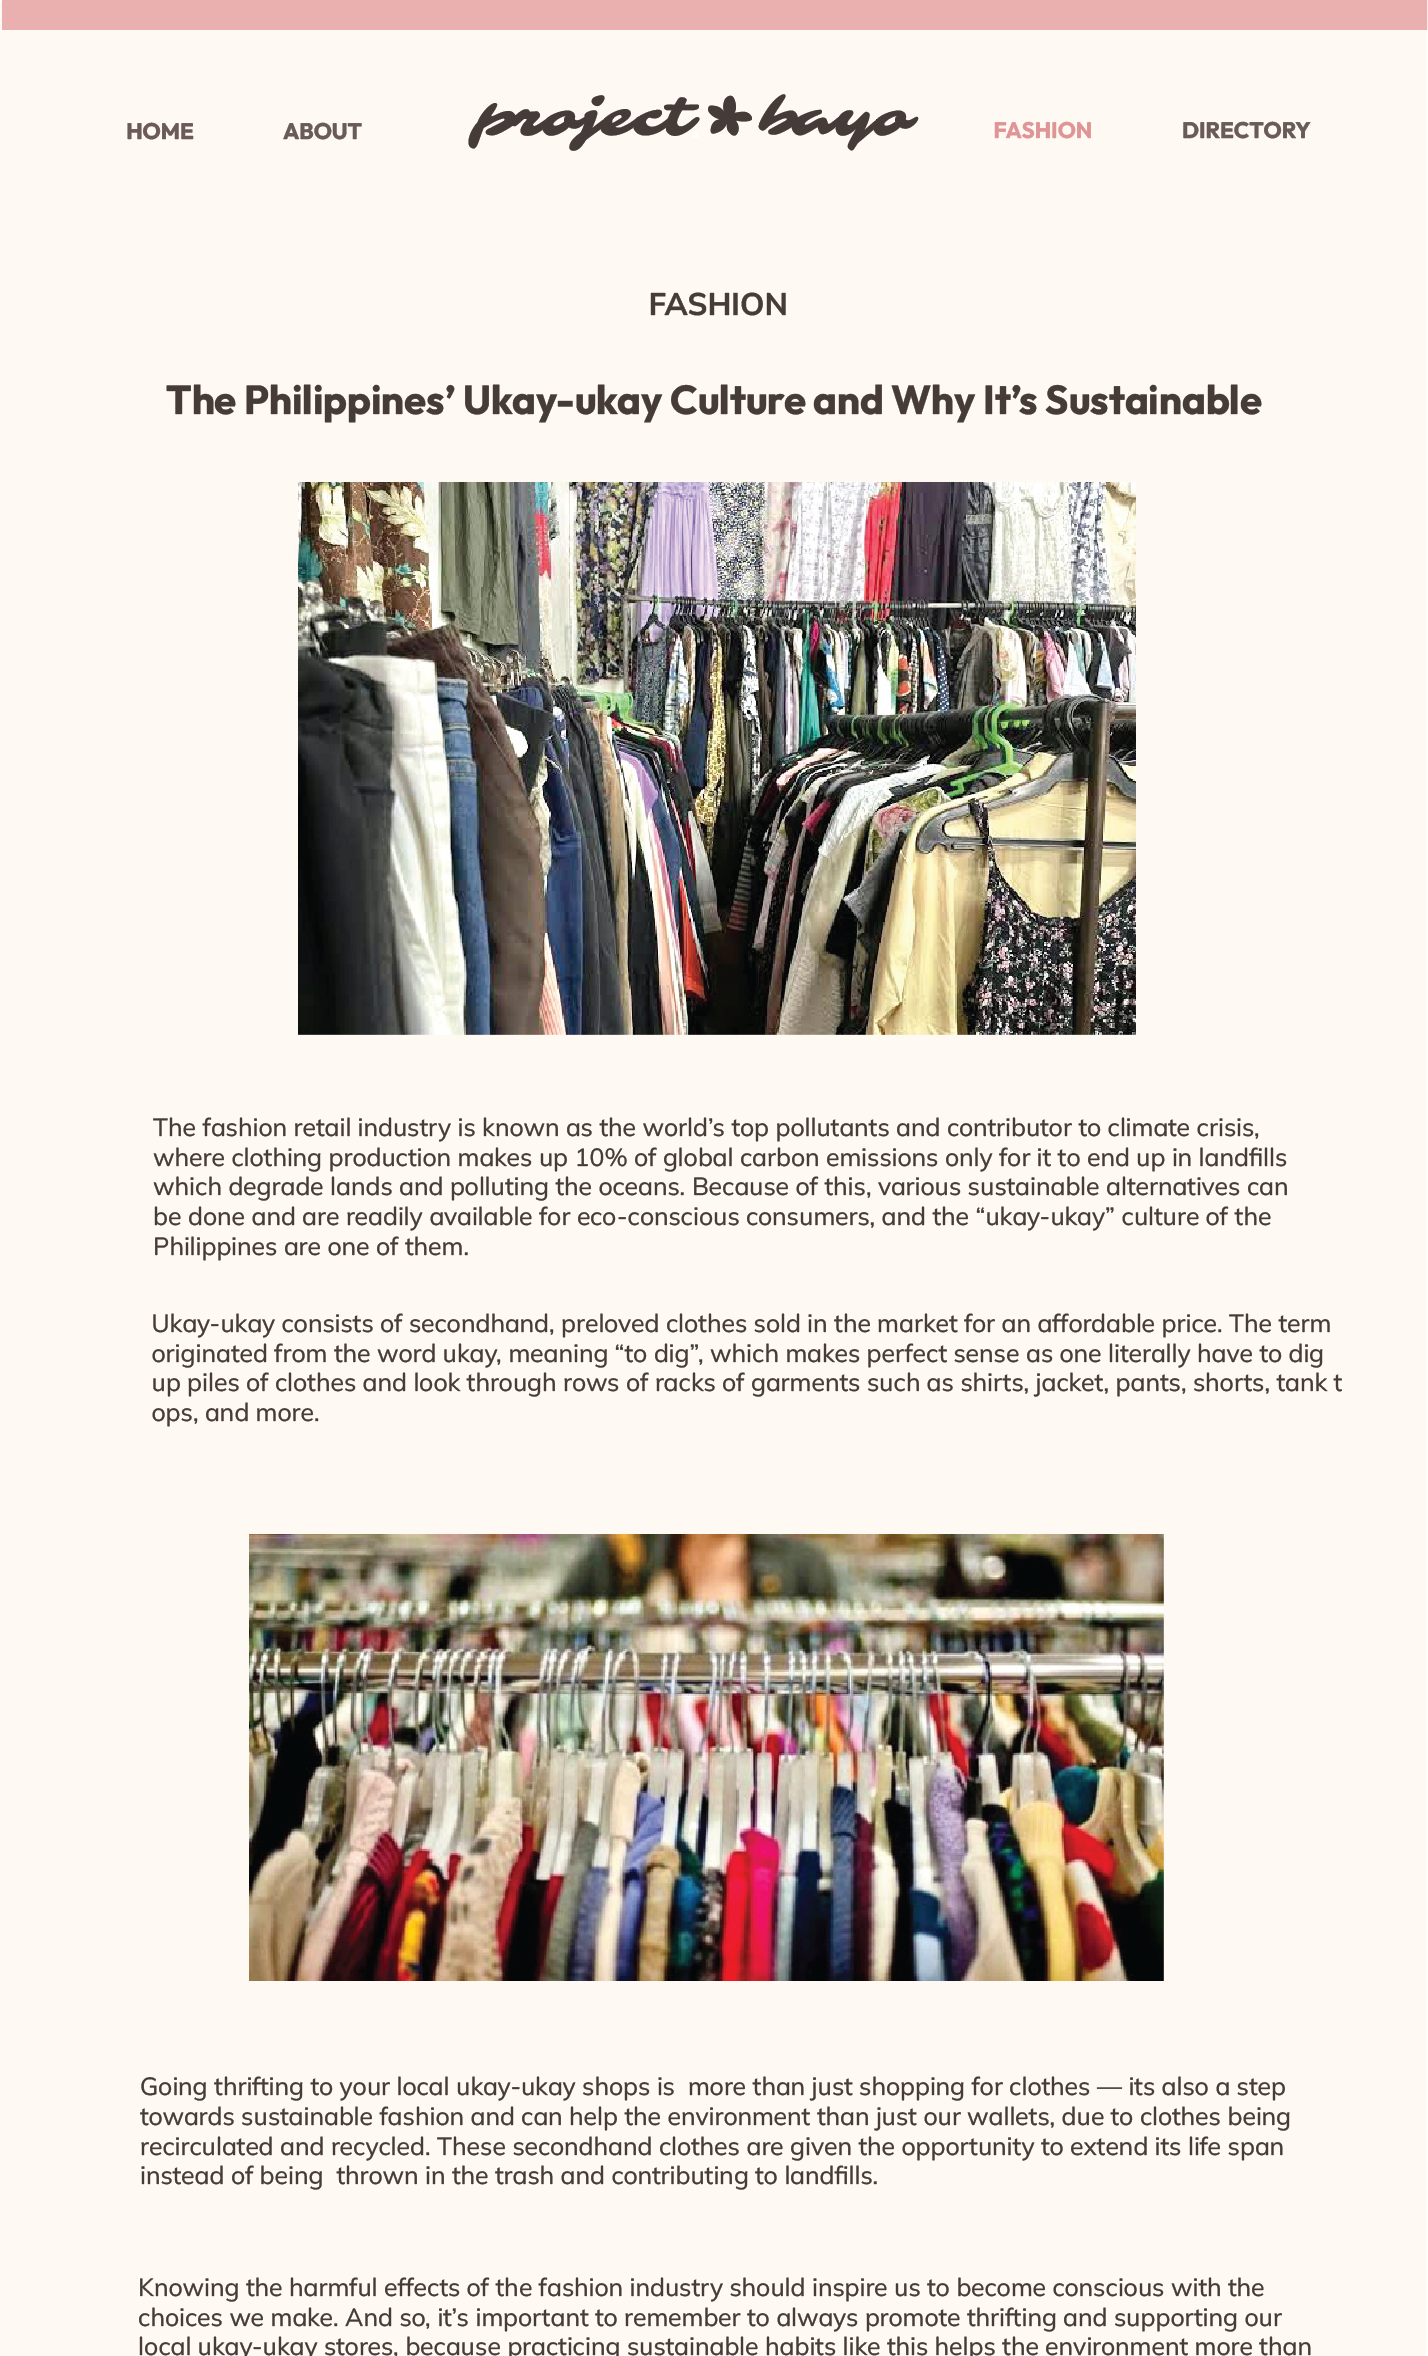 HOME ABOUT project bayo FASHION DIRECTORY
FASHION
The Philippines’ Ukay-ukay Culture and Why It’s Sustainable
The fashion retail industry is known as the world’s top pollutants and contributor to climate crisis,
where clothing production makes up 10% of global carbon emissions only for it to end up in landfills
which degrade lands and polluting the oceans. Because of this, various sustainable alternatives can
be done and are readily available for eco-conscious consumers, and the “ukay-ukay” culture of the
Philippines are one of them.
Ukay-ukay consists of secondhand, preloved clothes sold in the market for an affordable price. The term
originated from the word ukay, meaning “to dig”, which makes perfect sense as one literally have to dig
up piles of clothes and look through rows of racks of garments such as shirts, jacket, pants, shorts, tank t
ops, and more.
Going thrifting to your local ukay-ukay shops is  more than just shopping for clothes — its also a step
towards sustainable fashion and can help the environment than just our wallets, due to clothes being
recirculated and recycled. These secondhand clothes are given the opportunity to extend its life span
instead of being  thrown in the trash and contributing to landfills.
Knowing the harmful effects of the fashion industry should inspire us to become conscious with the
choices we make. And so, it’s important to remember to always promote thrifting and supporting our
local ukay-ukay stores, because practicing sustainable habits like this helps the environment more than